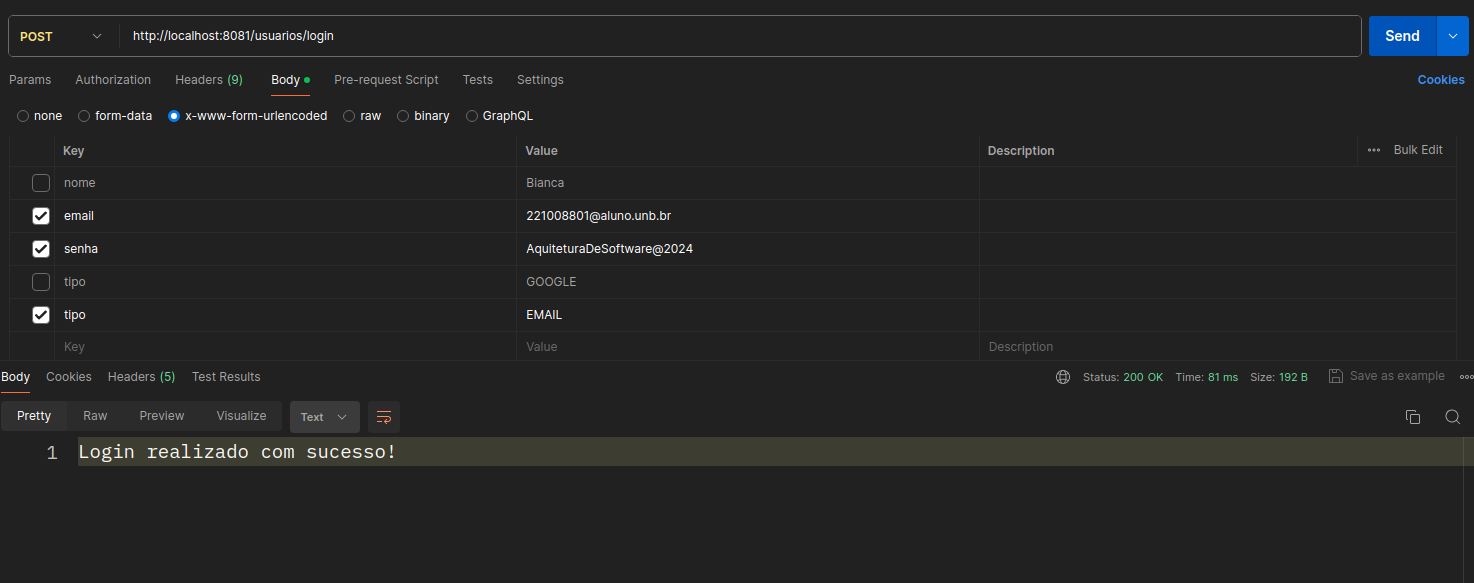 POST http://localhost:8081/usuarios/login Send
Params Authorization Headers (9) Body Pre-request Script Tests Settings Cookies
none form-data x-www-form-urlencoded raw binary GraphQL
Key Value Description Bulk Edit
nome Bianca
email 221008801@aluno.unb.br
senha AquiteturaDeSoftware@2024
tipo GOOGLE
tipo EMAIL
Key Value Description
Body Cookies Headers (5) Test Results Status: 200 OK Time: 81 ms Size: 192 B Save as example
Pretty Raw Preview Visualize Text
1 Login realizado com sucesso!